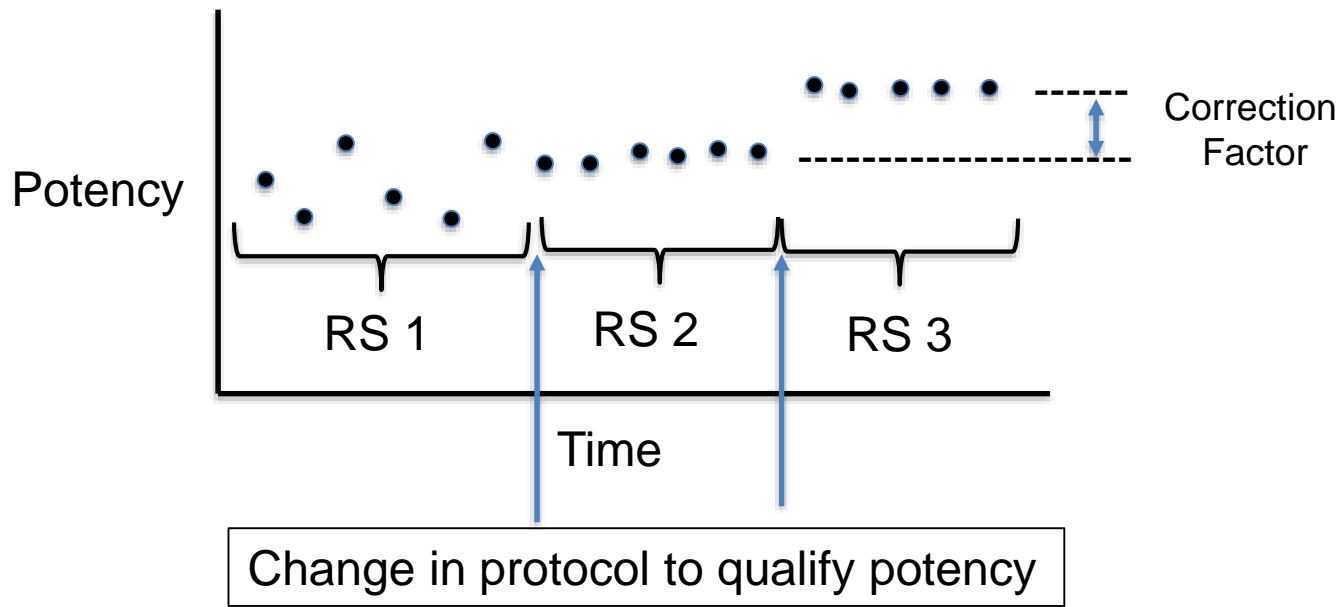 Potency
Correction
Factor
RS 1
RS 2
RS 3
Time
Change in protocol to qualify potency